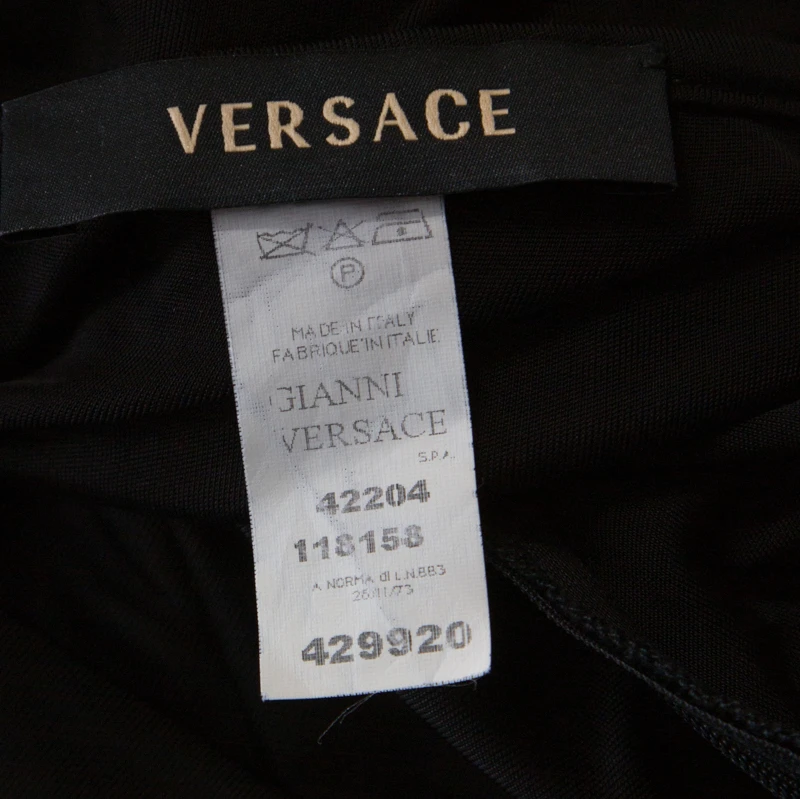 VERSACE
P
MADE IN ITALY
FABRIQUE IN ITALIE
GIANNI
VERSACE
S.P.A.
42204
118158
A NORMA di L.N.883
26/11/73
429920